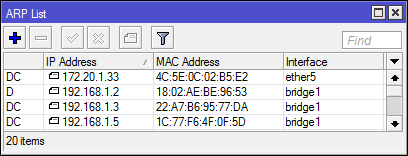 ARP List
Find
IP Address MAC Address Interface
DC 172.20.1.33 4C:5E:0C:02:B5:E2 ether5
D 192.168.1.2 18:02:AE:BE:96:53 bridge1
DC 192.168.1.3 22:A7:B6:95:77:DA bridge1
DC 192.168.1.5 1C:77:F6:4F:0F:5D bridge1
20 items